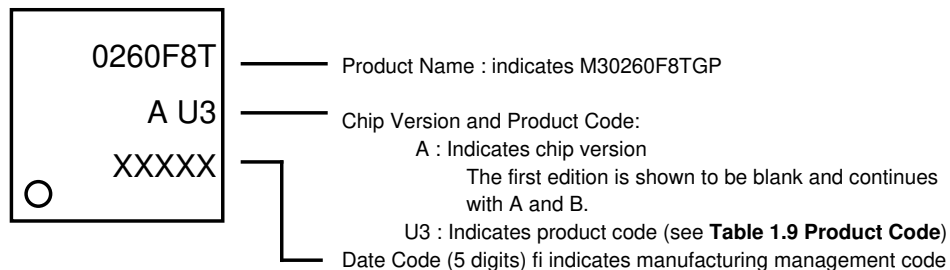 0260F8T
A U3
XXXXX
Product Name : indicates M30260F8TGP
Chip Version and Product Code:
A : Indicates chip version
The first edition is shown to be blank and continues
with A and B.
U3 : Indicates product code (see Table 1.9 Product Code)
Date Code (5 digits) fi indicates manufacturing management code